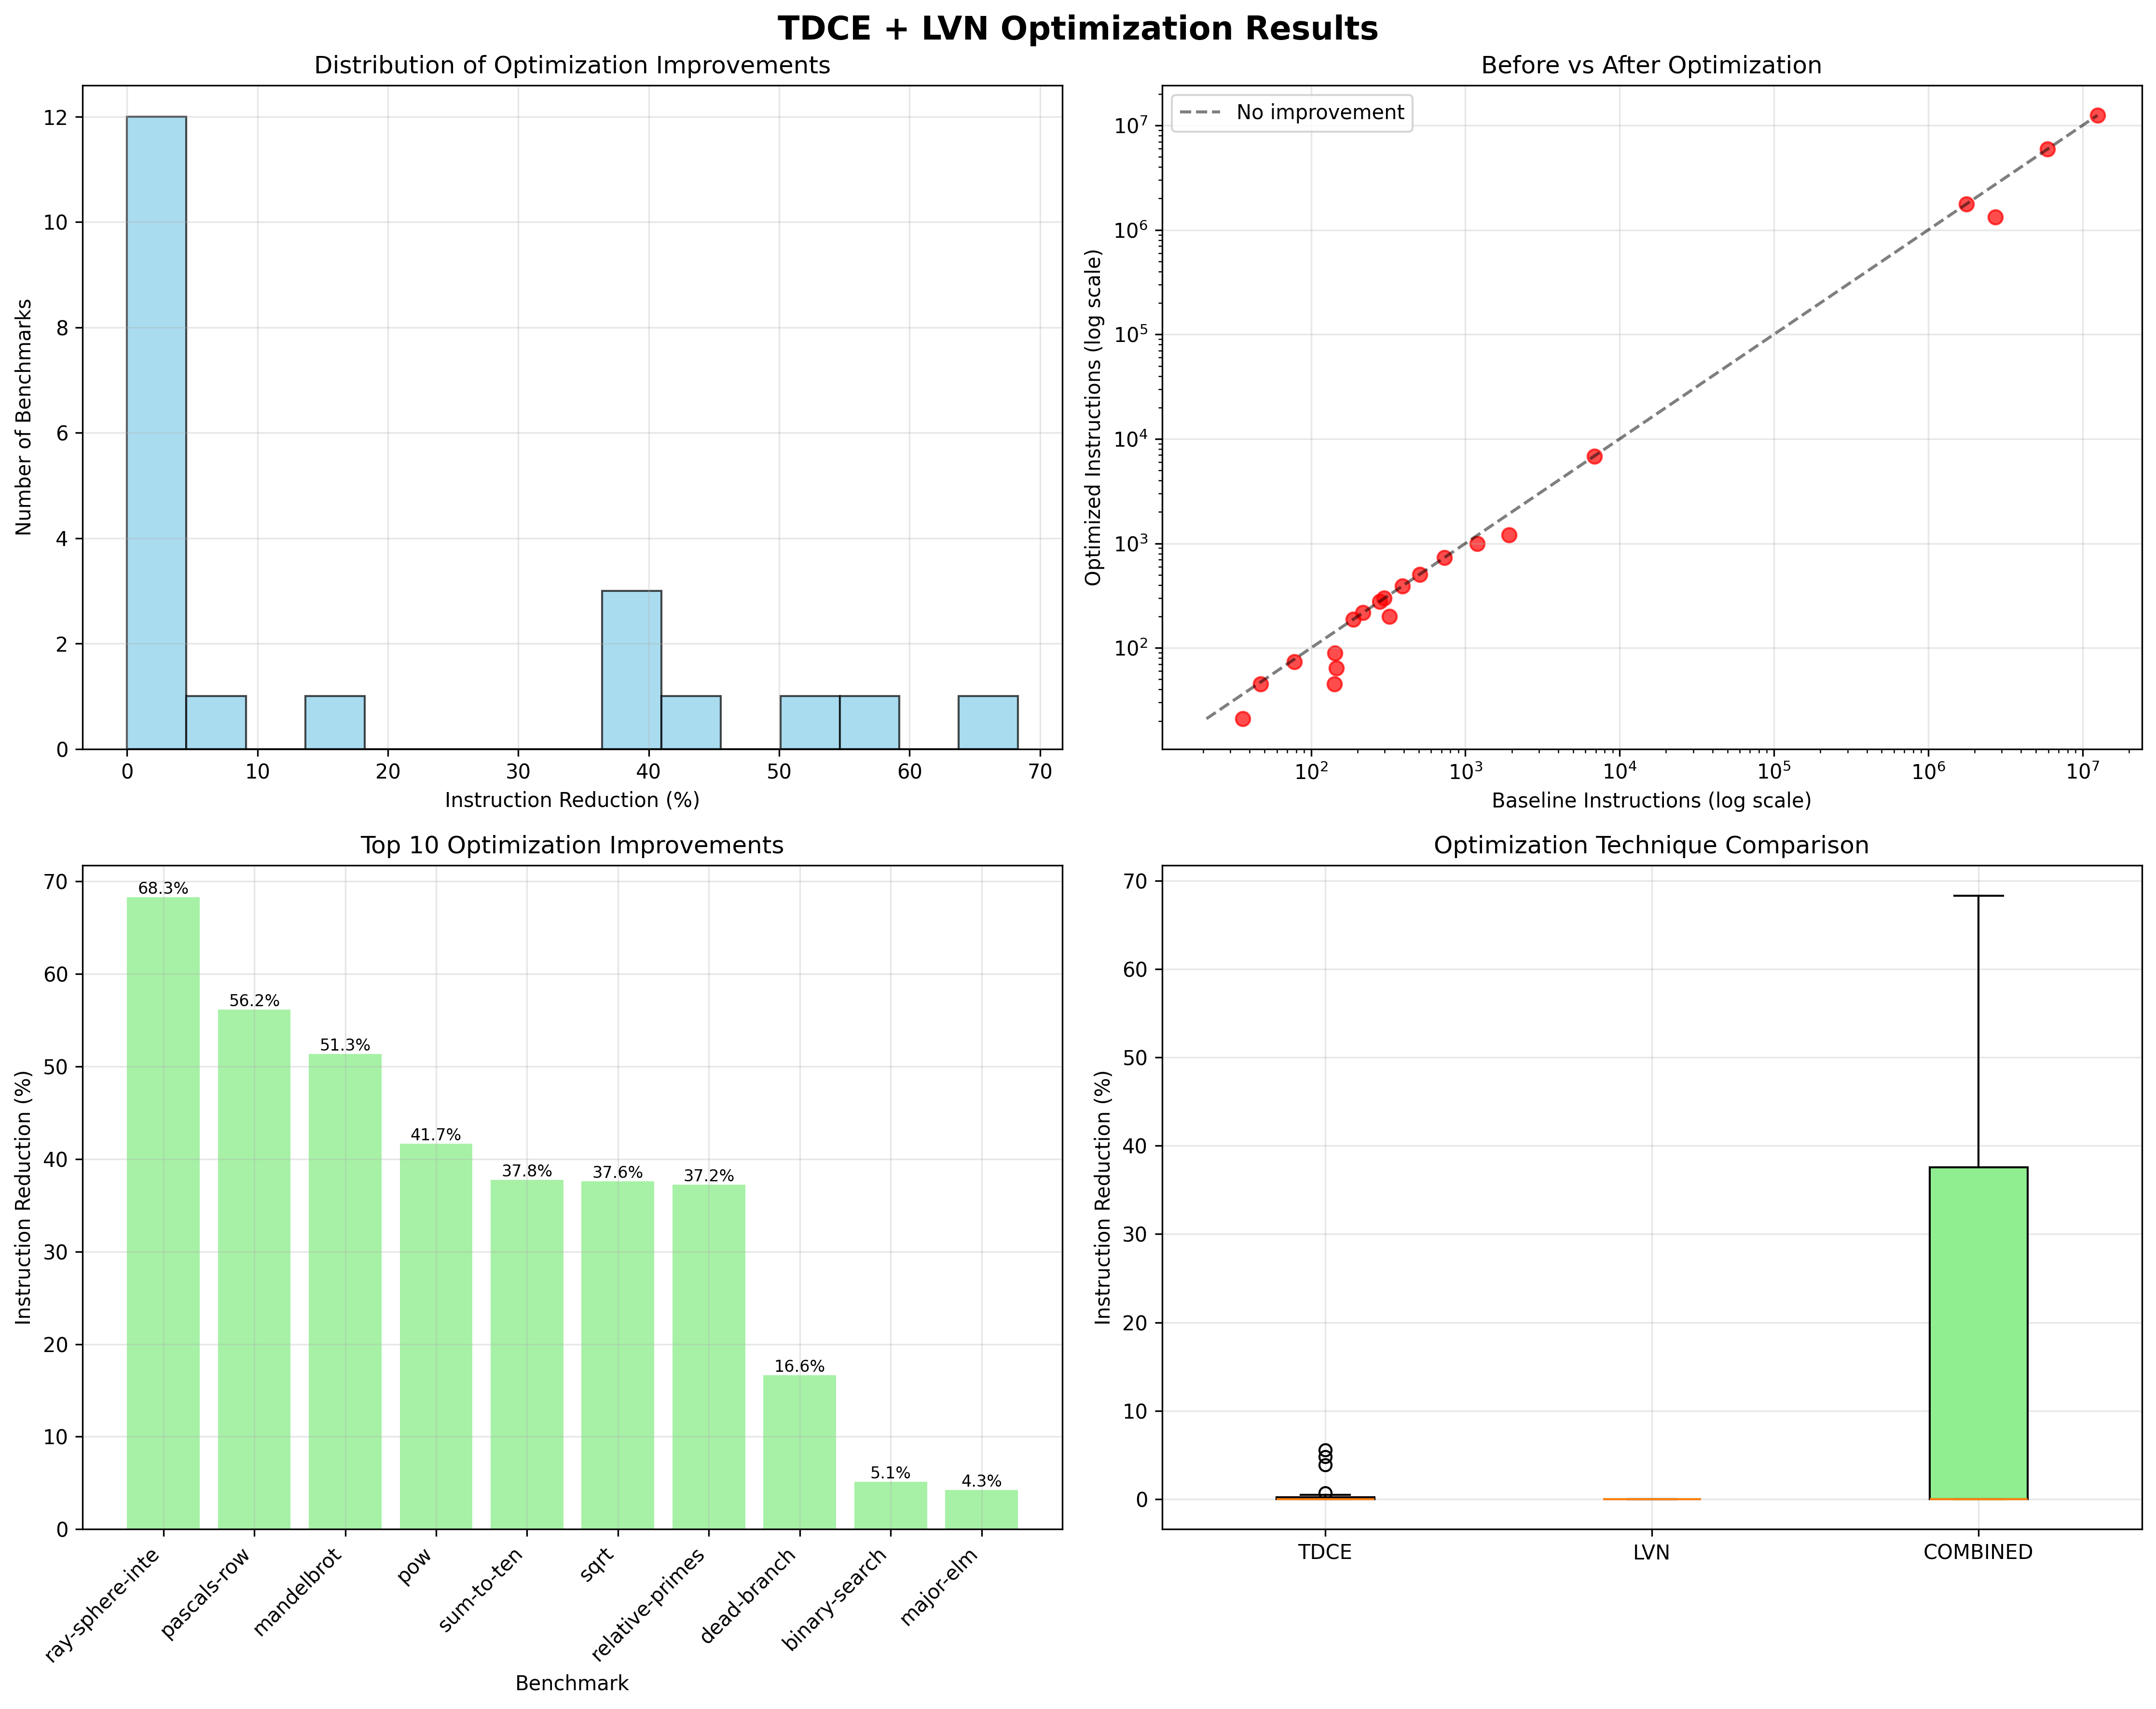 TDCE + LVN Optimization Results
Distribution of Optimization Improvements
Number of Benchmarks
12
10
8
6
4
2
0
0 10 20 30 40 50 60 70
Instruction Reduction (%)
Before vs After Optimization
No improvement
Optimized Instructions (log scale)
10⁷
10⁶
10⁵
10⁴
10³
10²
10² 10³ 10⁴ 10⁵ 10⁶ 10⁷
Baseline Instructions (log scale)
Top 10 Optimization Improvements
Instruction Reduction (%)
70
60
50
40
30
20
10
0
68.3%
56.2%
51.3%
41.7%
37.8%
37.6%
37.2%
16.6%
5.1%
4.3%
ray-sphere-inte
pascals-row
mandelbrot
pow
sum-to-ten
sqrt
relative-primes
dead-branch
binary-search
major-elm
Benchmark
Optimization Technique Comparison
Instruction Reduction (%)
70
60
50
40
30
20
10
0
TDCE LVN COMBINED